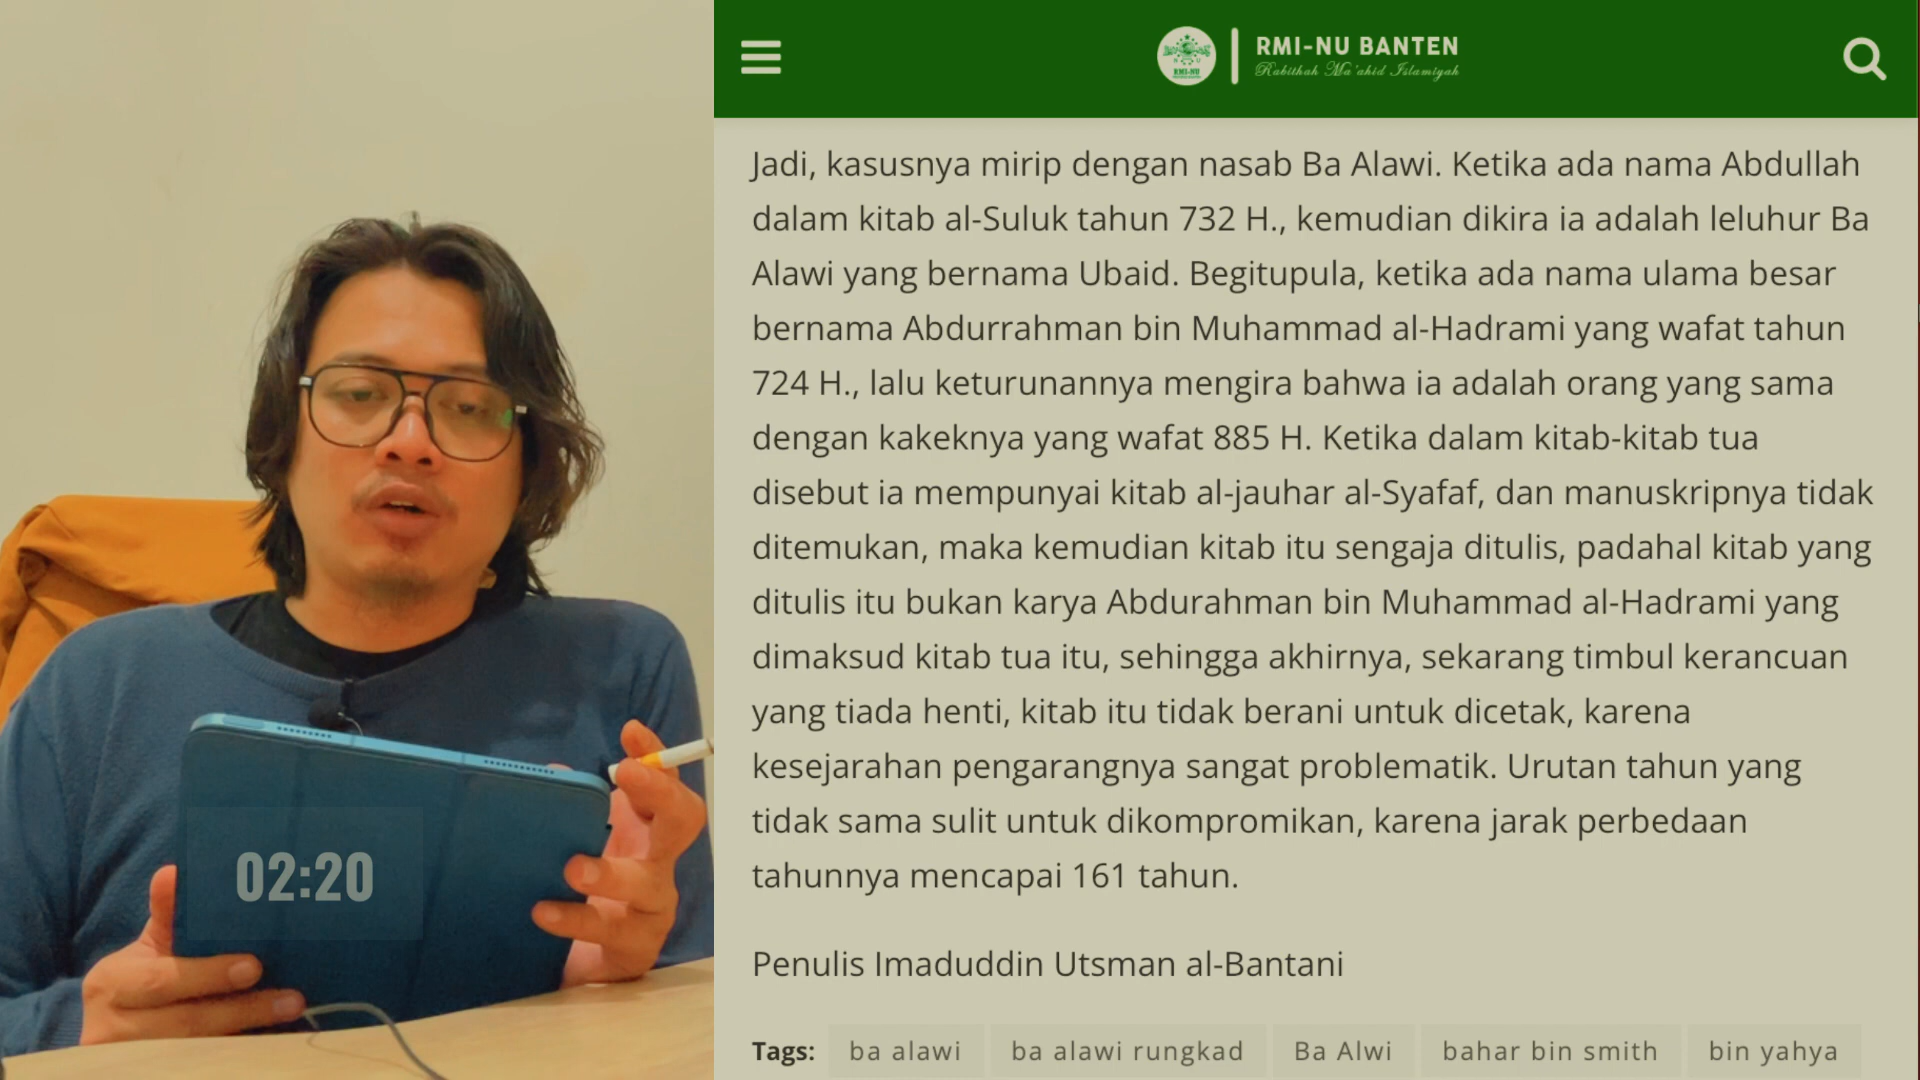 RMI-NU BANTEN
Rabithah Ma'ahid Islamiyah
Jadi, kasusnya mirip dengan nasab Ba Alawi. Ketika ada nama Abdullah
dalam kitab al-Suluk tahun 732 H., kemudian dikira ia adalah leluhur Ba
Alawi yang bernama Ubaid. Begitupula, ketika ada nama ulama besar
bernama Abdurrahman bin Muhammad al-Hadrami yang wafat tahun
724 H., lalu keturunannya mengira bahwa ia adalah orang yang sama
dengan kakeknya yang wafat 885 H. Ketika dalam kitab-kitab tua
disebut ia mempunyai kitab al-jauhar al-Syafaf, dan manuskripnya tidak
ditemukan, maka kemudian kitab itu sengaja ditulis, padahal kitab yang
ditulis itu bukan karya Abdurahman bin Muhammad al-Hadrami yang
dimaksud kitab tua itu, sehingga akhirnya, sekarang timbul kerancuan
yang tiada henti, kitab itu tidak berani untuk dicetak, karena
kesejarahan pengarangnya sangat problematik. Urutan tahun yang
tidak sama sulit untuk dikompromikan, karena jarak perbedaan
tahunnya mencapai 161 tahun.
Penulis Imaduddin Utsman al-Bantani
Tags: ba alawi ba alawi rungkad Ba Alwi bahar bin smith bin yahya
02:20